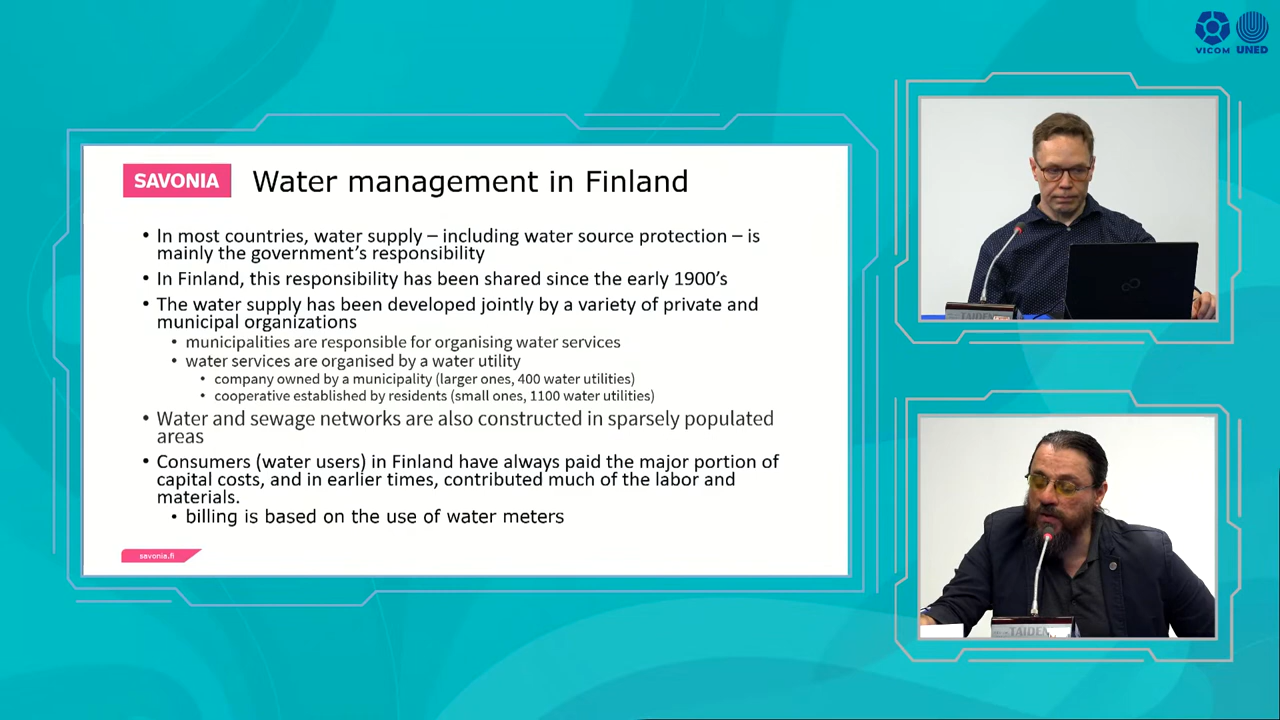 VICOM UNED
SAVONIA
Water management in Finland
• In most countries, water supply – including water source protection – is
mainly the government's responsibility
• In Finland, this responsibility has been shared since the early 1900's
• The water supply has been developed jointly by a variety of private and
municipal organizations
• municipalities are responsible for organising water services
• water services are organised by a water utility
• company owned by a municipality (larger ones, 400 water utilities)
• cooperative established by residents (small ones, 1100 water utilities)
• Water and sewage networks are also constructed in sparsely populated
areas
• Consumers (water users) in Finland have always paid the major portion of
capital costs, and in earlier times, contributed much of the labor and
materials.
• billing is based on the use of water meters
savonia.fi
TAIDEN
TAIDEN